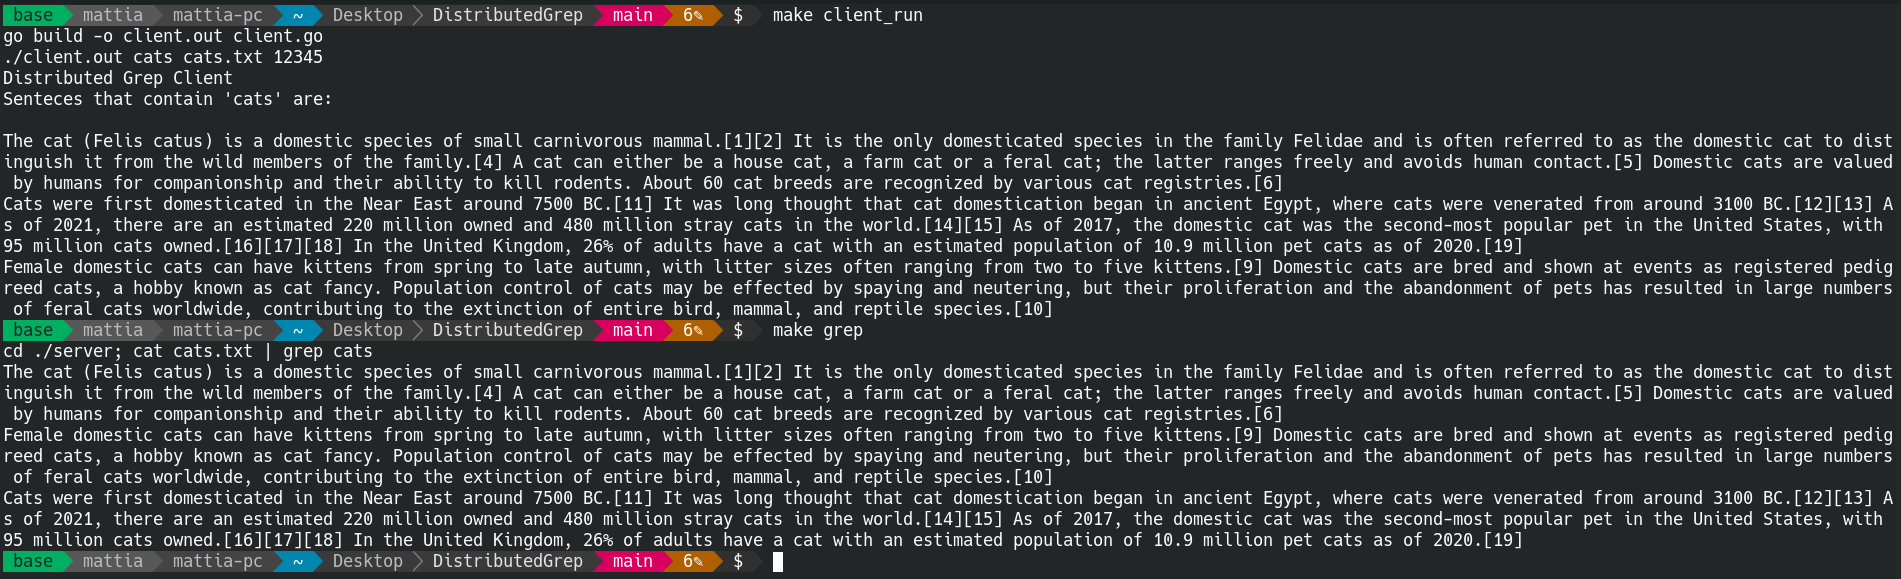 base mattia mattia-pc ~ Desktop DistributedGrep main 6✎ $ make client_run
go build -o client.out client.go
./client.out cats cats.txt 12345
Distributed Grep Client
Senteces that contain 'cats' are:
The cat (Felis catus) is a domestic species of small carnivorous mammal.[1][2] It is the only domesticated species in the family Felidae and is often referred to as the domestic cat to dist
inguish it from the wild members of the family.[4] A cat can either be a house cat, a farm cat or a feral cat; the latter ranges freely and avoids human contact.[5] Domestic cats are valued
by humans for companionship and their ability to kill rodents. About 60 cat breeds are recognized by various cat registries.[6]
Cats were first domesticated in the Near East around 7500 BC.[11] It was long thought that cat domestication began in ancient Egypt, where cats were venerated from around 3100 BC.[12][13] A
s of 2021, there are an estimated 220 million owned and 480 million stray cats in the world.[14][15] As of 2017, the domestic cat was the second-most popular pet in the United States, with
95 million cats owned.[16][17][18] In the United Kingdom, 26% of adults have a cat with an estimated population of 10.9 million pet cats as of 2020.[19]
Female domestic cats can have kittens from spring to late autumn, with litter sizes often ranging from two to five kittens.[9] Domestic cats are bred and shown at events as registered pedig
reed cats, a hobby known as cat fancy. Population control of cats may be effected by spaying and neutering, but their proliferation and the abandonment of pets has resulted in large numbers
of feral cats worldwide, contributing to the extinction of entire bird, mammal, and reptile species.[10]
base mattia mattia-pc ~ Desktop DistributedGrep main 6✎ $ make grep
cd ./server; cat cats.txt | grep cats
The cat (Felis catus) is a domestic species of small carnivorous mammal.[1][2] It is the only domesticated species in the family Felidae and is often referred to as the domestic cat to dist
inguish it from the wild members of the family.[4] A cat can either be a house cat, a farm cat or a feral cat; the latter ranges freely and avoids human contact.[5] Domestic cats are valued
by humans for companionship and their ability to kill rodents. About 60 cat breeds are recognized by various cat registries.[6]
Female domestic cats can have kittens from spring to late autumn, with litter sizes often ranging from two to five kittens.[9] Domestic cats are bred and shown at events as registered pedig
reed cats, a hobby known as cat fancy. Population control of cats may be effected by spaying and neutering, but their proliferation and the abandonment of pets has resulted in large numbers
of feral cats worldwide, contributing to the extinction of entire bird, mammal, and reptile species.[10]
Cats were first domesticated in the Near East around 7500 BC.[11] It was long thought that cat domestication began in ancient Egypt, where cats were venerated from around 3100 BC.[12][13] A
s of 2021, there are an estimated 220 million owned and 480 million stray cats in the world.[14][15] As of 2017, the domestic cat was the second-most popular pet in the United States, with
95 million cats owned.[16][17][18] In the United Kingdom, 26% of adults have a cat with an estimated population of 10.9 million pet cats as of 2020.[19]
base mattia mattia-pc ~ Desktop DistributedGrep main 6✎ $